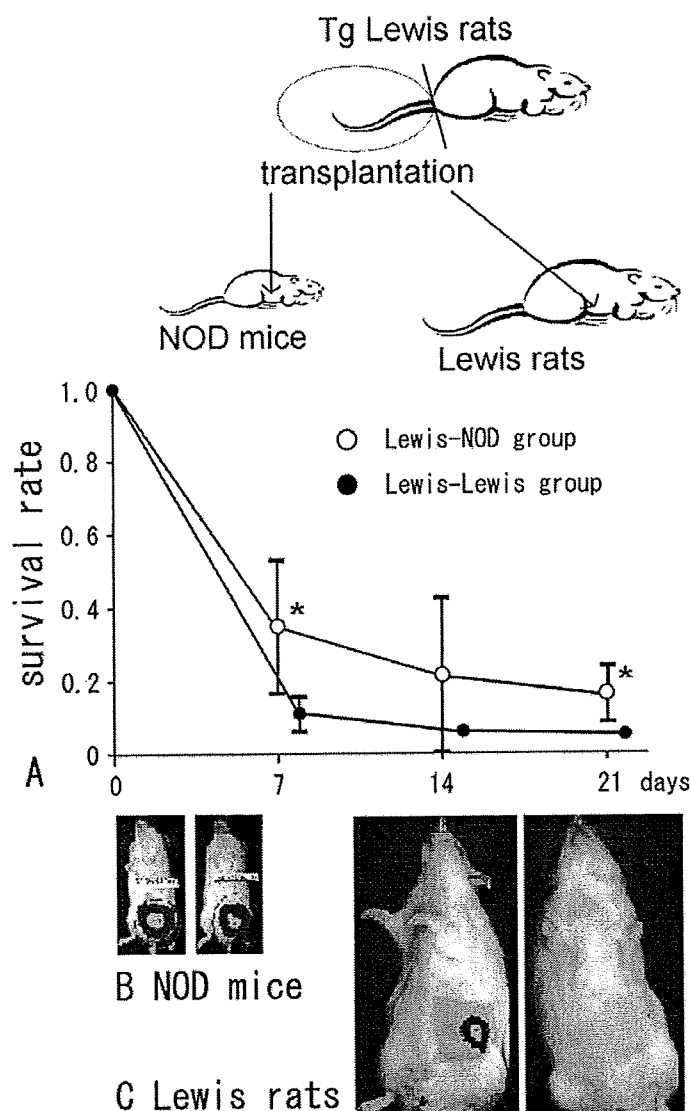 Tg Lewis rats
transplantation
NOD mice
Lewis rats
survival rate
1.0
0.8
0.6
0.4
0.2
0
Lewis-NOD group
Lewis-Lewis group
*
*
A
0
7
14
21
days
B NOD mice
C Lewis rats